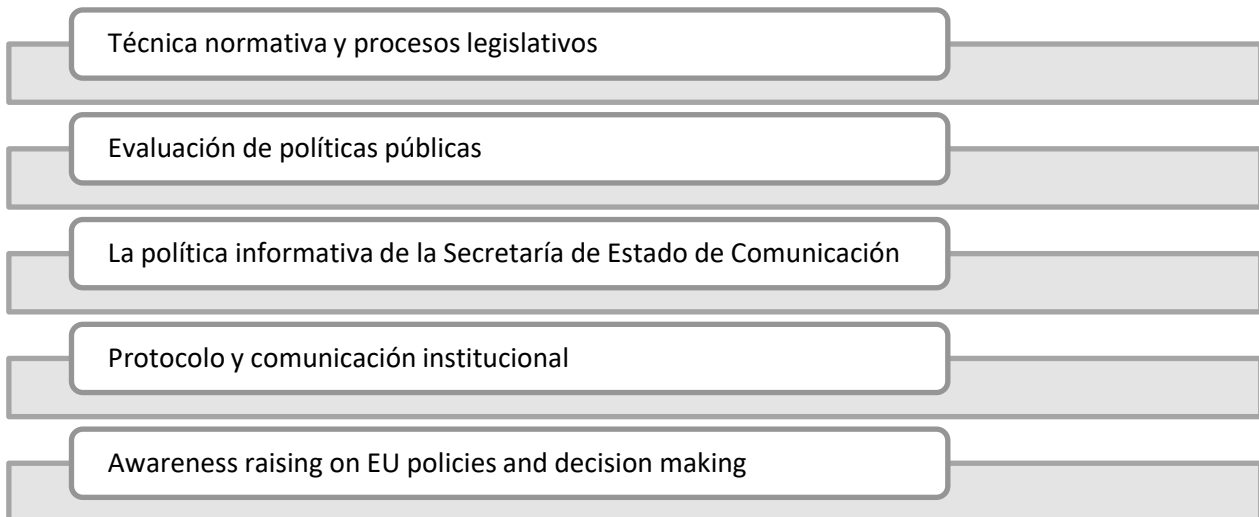 Técnica normativa y procesos legislativos
Evaluación de políticas públicas
La política informativa de la Secretaría de Estado de Comunicación
Protocolo y comunicación institucional
Awareness raising on EU policies and decision making